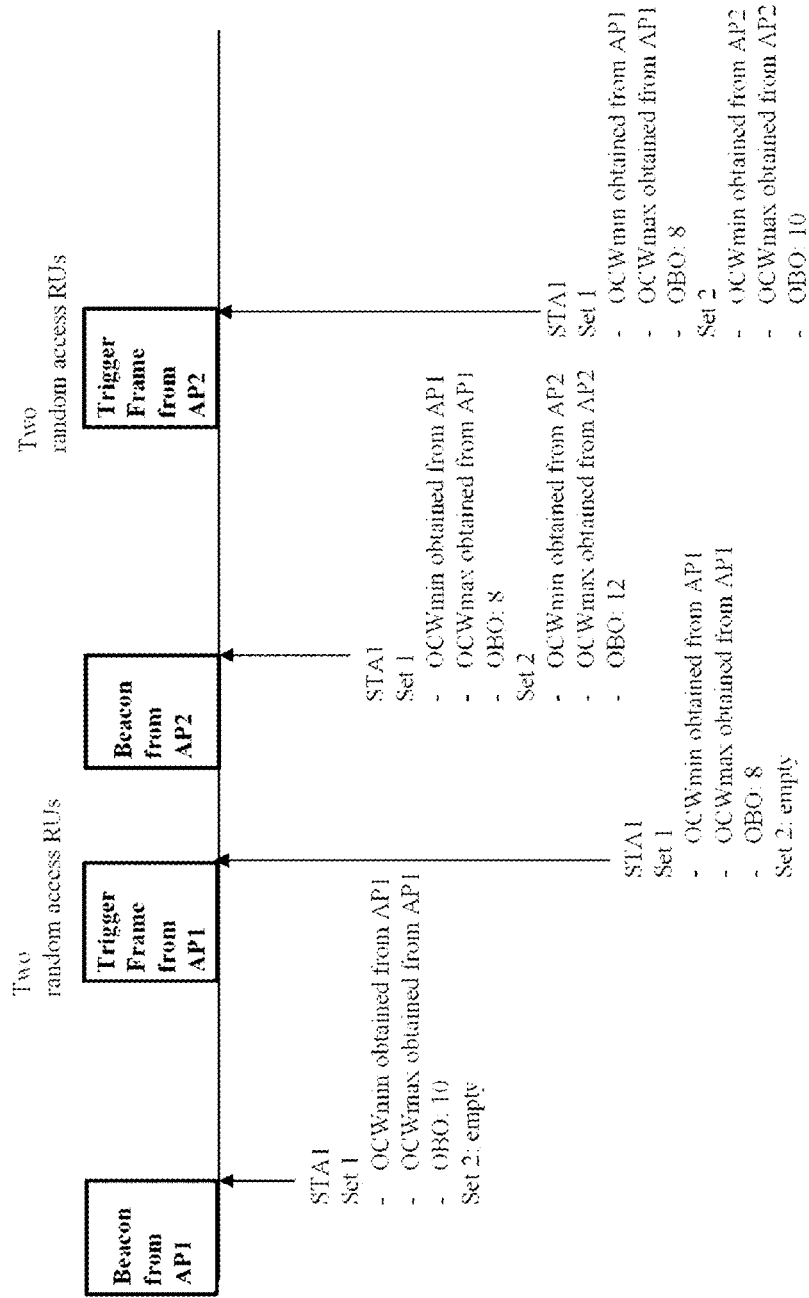 Two
random access RUs
Two
random access RUs
Beacon
from
AP1
Trigger
Frame
from
AP1
Beacon
from
AP2
Trigger
Frame
from
AP2
STA1
Set 1
- OCWmin obtained from AP1
- OCWmax obtained from AP1
- OBO: 10
Set 2: empty
STA1
Set 1
- OCWmin obtained from AP1
- OCWmax obtained from AP1
- OBO: 8
Set 2: empty
STA1
Set 1
- OCWmin obtained from AP1
- OCWmax obtained from AP1
- OBO: 8
Set 2
- OCWmin obtained from AP2
- OCWmax obtained from AP2
- OBO: 12
STA1
Set 1
- OCWmin obtained from AP1
- OCWmax obtained from AP1
- OBO: 8
Set 2
- OCWmin obtained from AP2
- OCWmax obtained from AP2
- OBO: 10